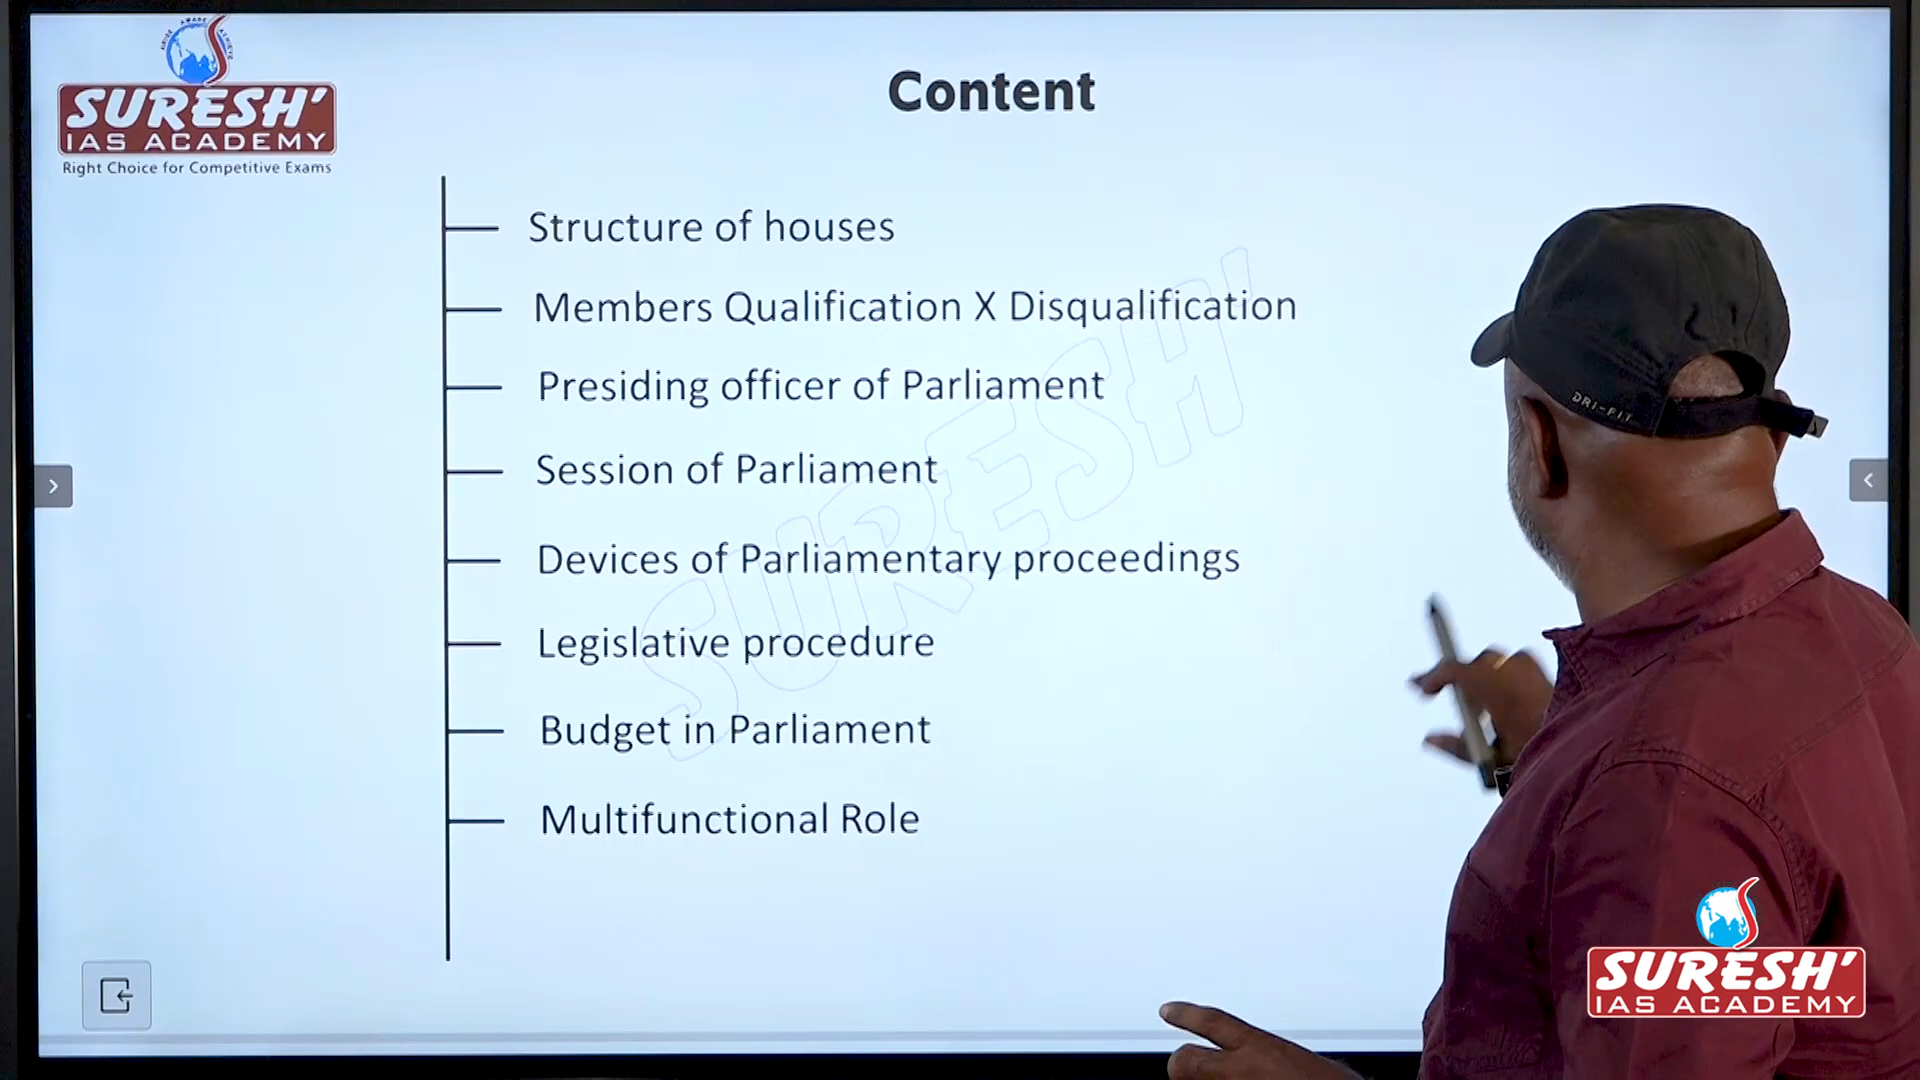 SURESH'
IAS ACADEMY
Right Choice for Competitive Exams
Content
Structure of houses
Members Qualification X Disqualification
Presiding officer of Parliament
Session of Parliament
Devices of Parliamentary proceedings
Legislative procedure
Budget in Parliament
Multifunctional Role
SURESH'
DRI-FIT
SURESH'
IAS ACADEMY